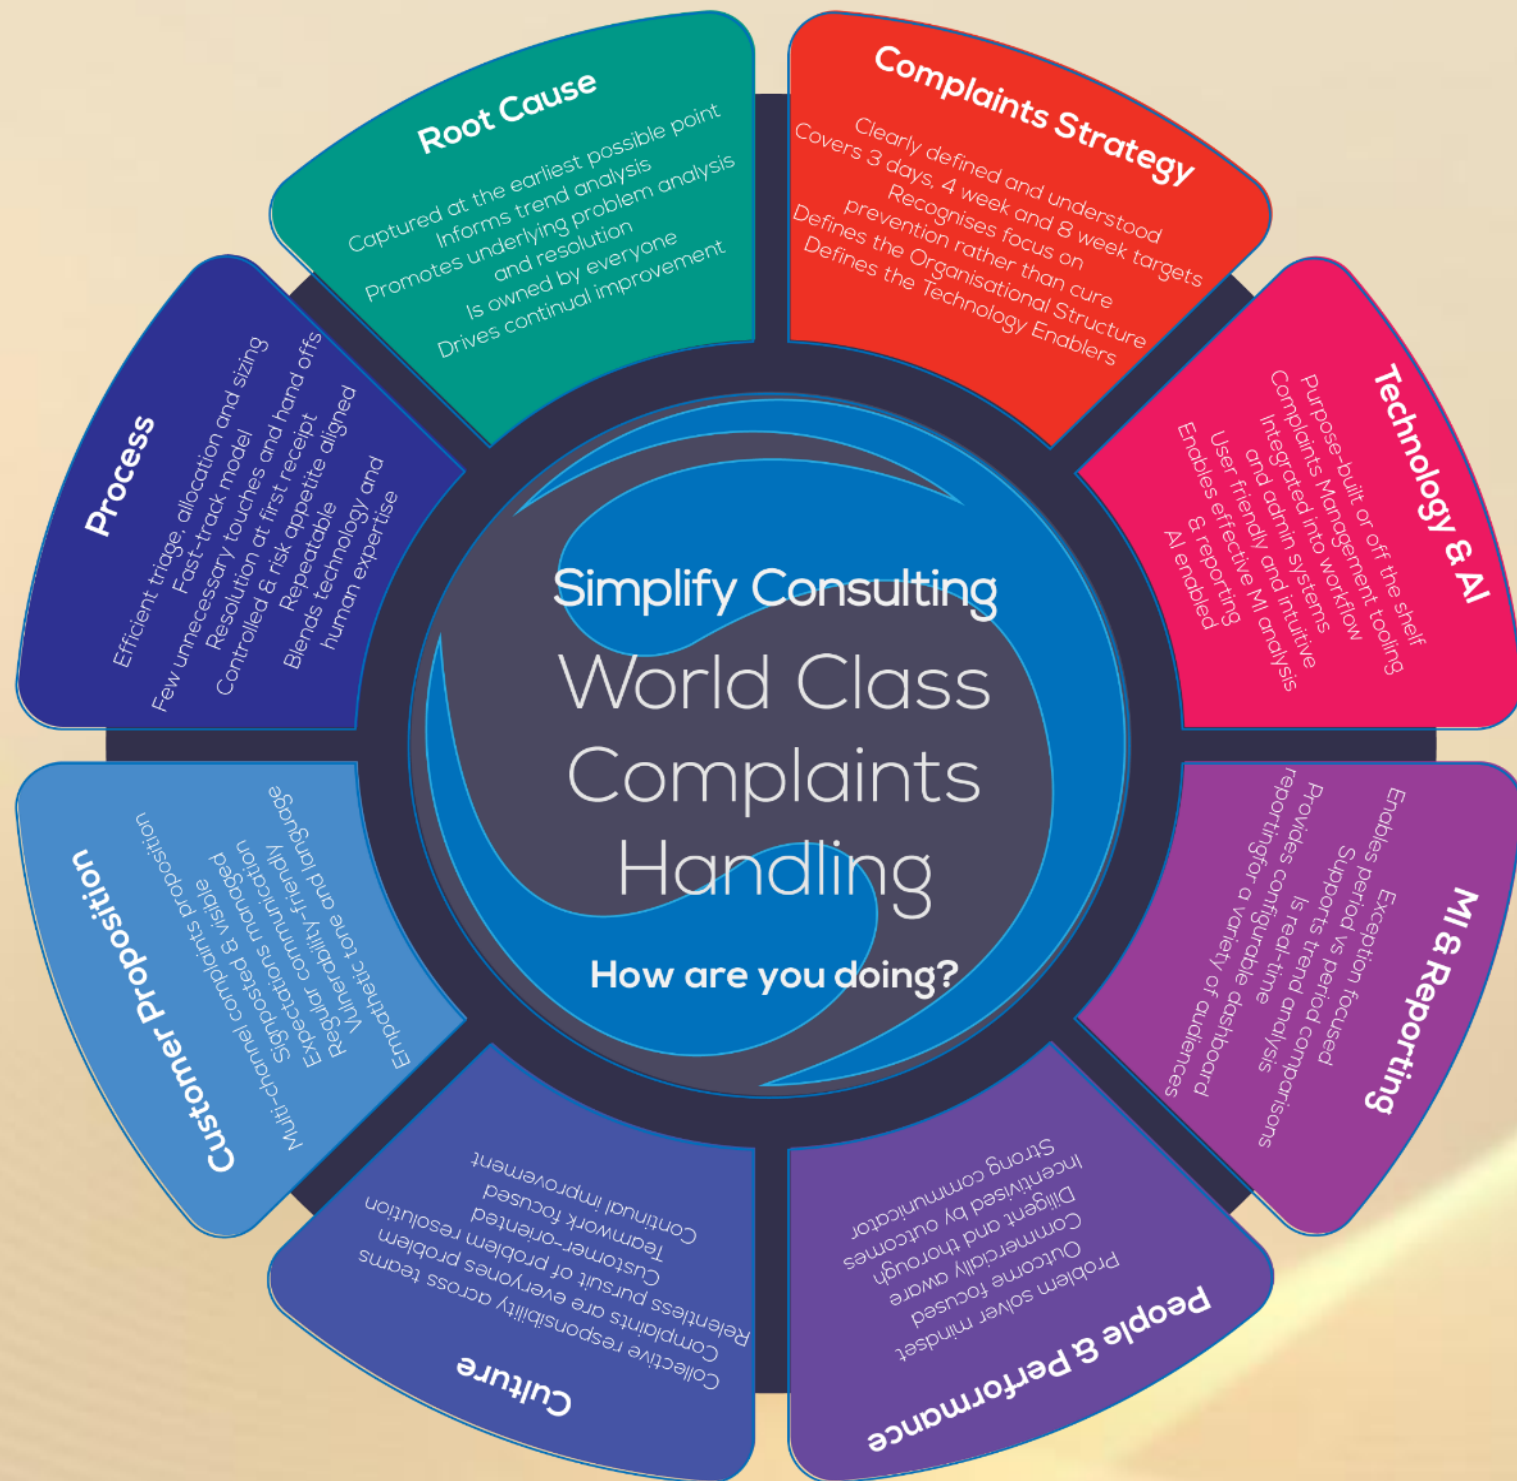 Simplify Consulting
World Class
Complaints
Handling
How are you doing?
Complaints Strategy
Clearly defined and understood
Covers 3 days, 4 week and 8 week targets
Recognises focus on
prevention rather than cure
Defines the Organisational Structure
Defines the Technology Enablers
Technology & AI
Purpose-built or off the shelf
Complaints Management tooling
Integrated into workflow
and admin systems
User friendly and intuitive
Enables effective MI analysis
& reporting
AI enabled
MI & Reporting
Enables period vs period comparisons
Exception focused
Supports trend analysis
Is real-time
Provides configurable dashboard
reportingfor a variety of audiences
People & Performance
Problem solver mindset
Outcome focused
Commercially aware
Diligent and thorough
Incentivised by outcomes
Strong communicator
Culture
Collective responsibility across teams
Complaints are everyones problem
Relentless pursuit of problem resolution
Customer-oriented
Teamwork focused
Continual improvement
Customer Proposition
Multi-channel complaints proposition
Signposted & visible
Expectations managed
Regular communication
Vulnerability-friendly
Empathetic tone and language
Process
Efficient triage, allocation and sizing
Fast-track model
Few unnecessary touches and hand offs
Resolution at first receipt
Controlled & risk appetite aligned
Repeatable
Blends technology and
human expertise
Root Cause
Captured at the earliest possible point
Informs trend analysis
Promotes underlying problem analysis
and resolution
Is owned by everyone
Drives continual improvement